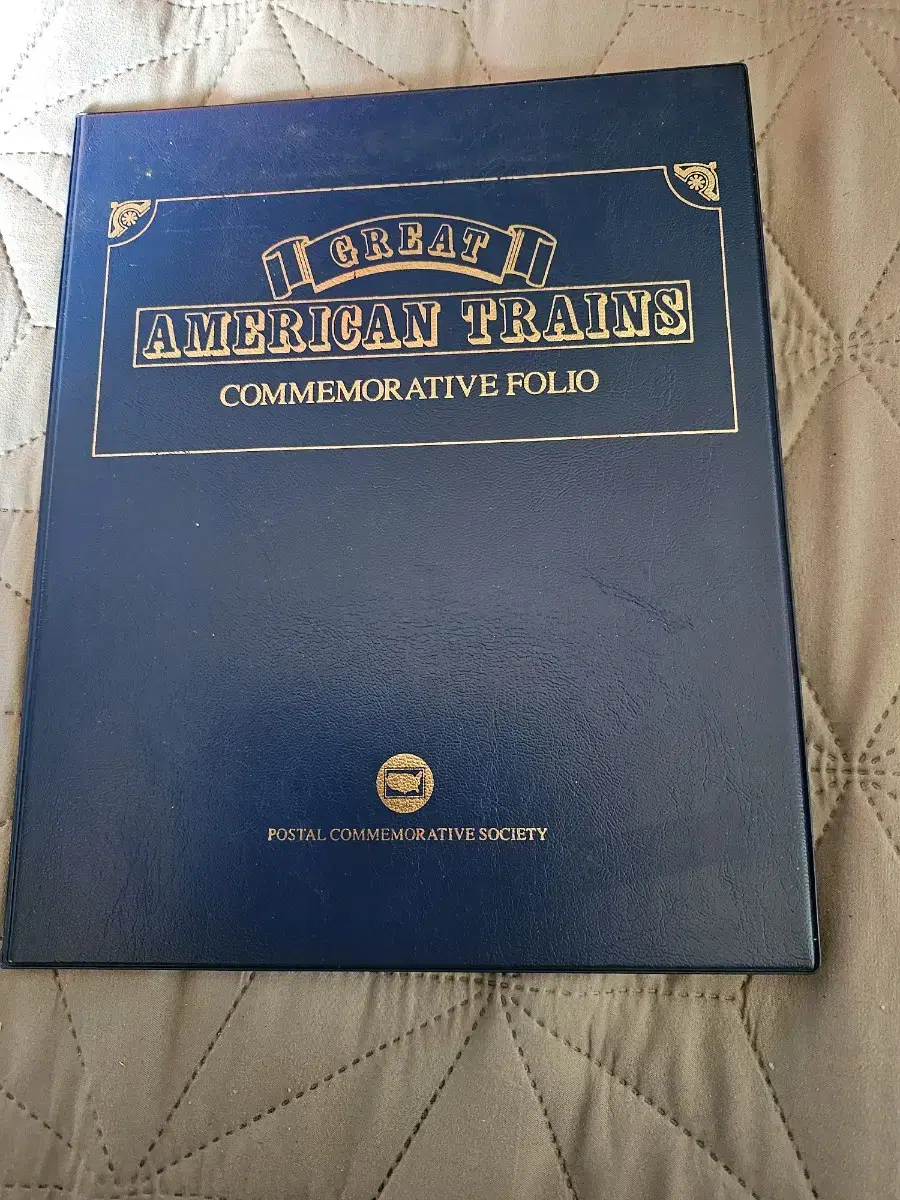 GREAT
AMERICAN TRAINS
COMMEMORATIVE FOLIO
POSTAL COMMEMORATIVE SOCIETY